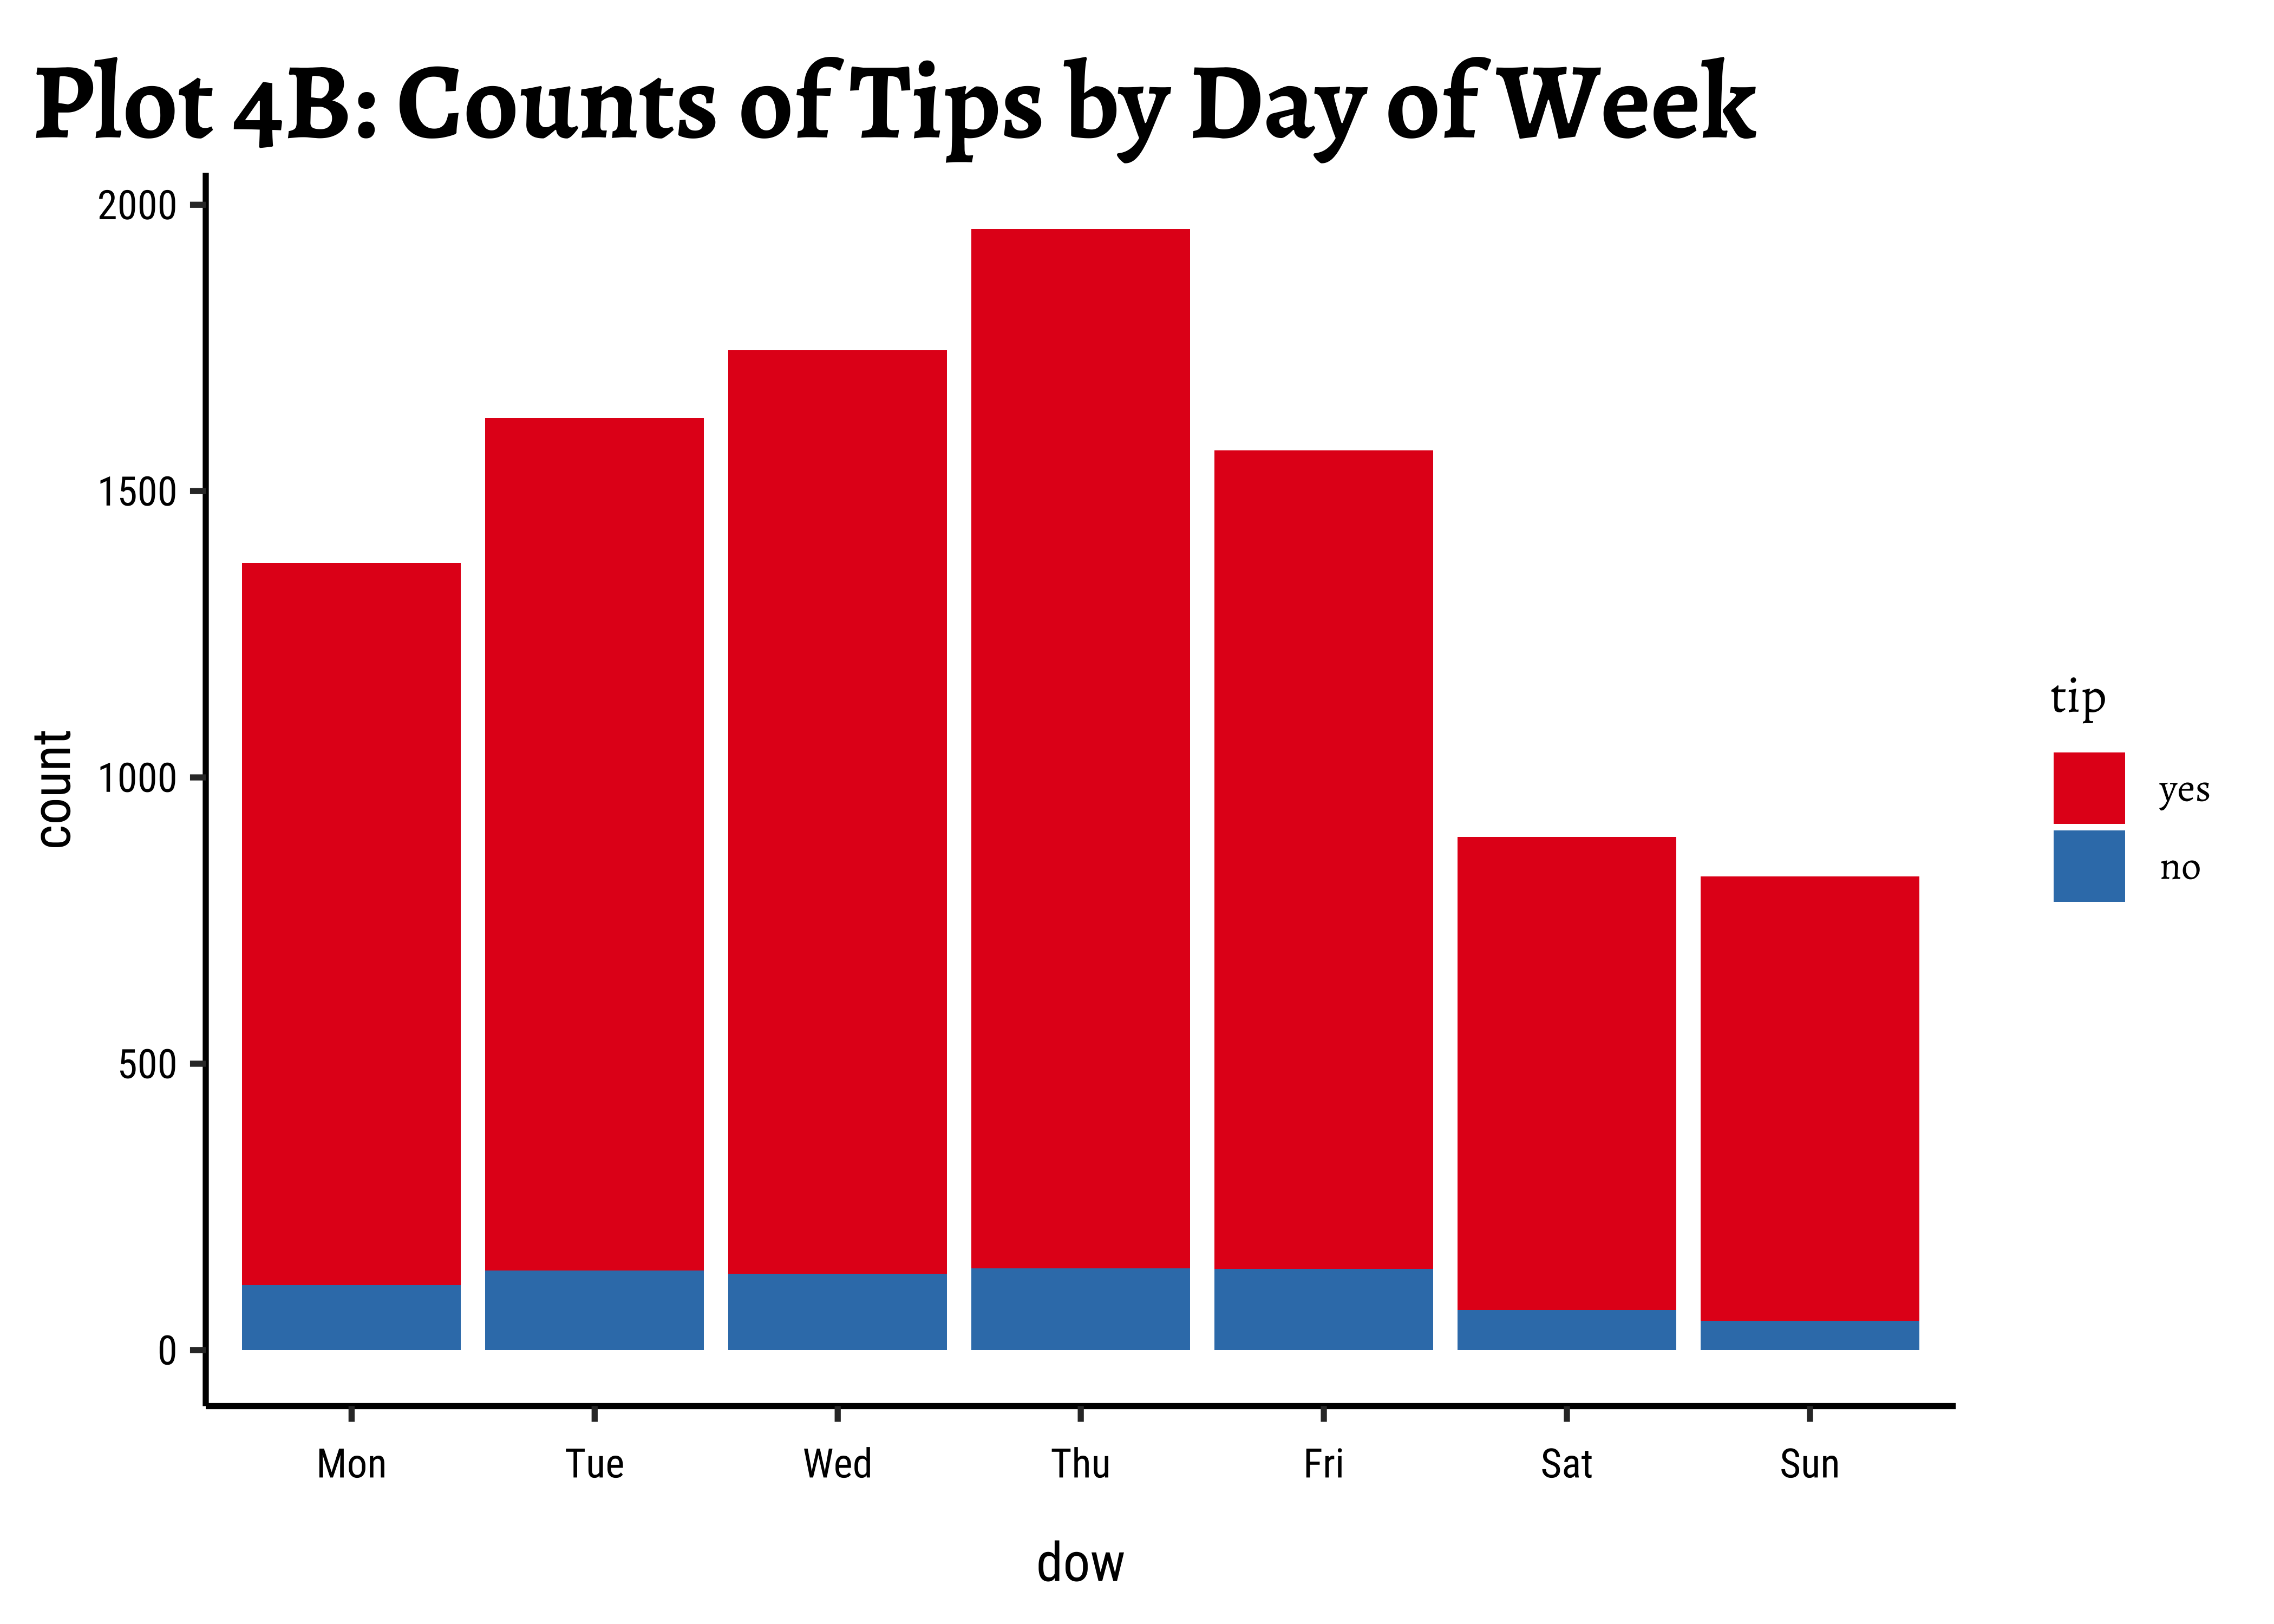 Plot 4B: Counts of Tips by Day of Week
2000
1500
1000
500
0
count
Mon Tue Wed Thu Fri Sat Sun
dow
tip
yes
no